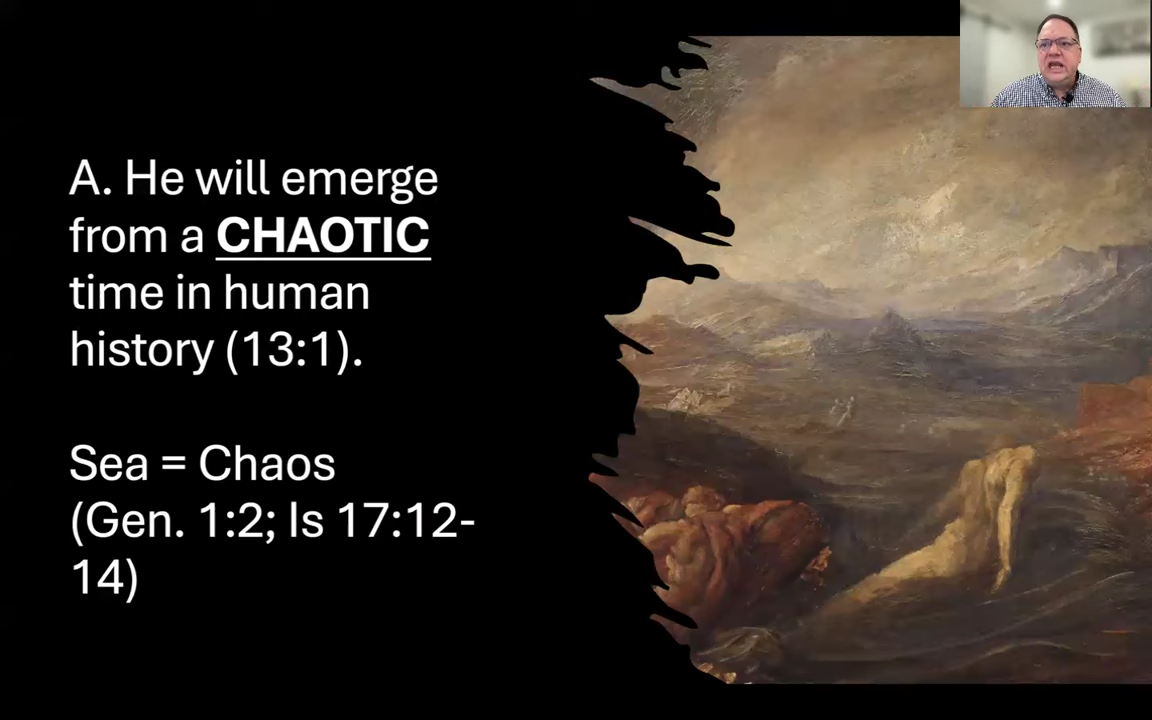 A. He will emerge
from a CHAOTIC
time in human
history (13:1).
Sea = Chaos
(Gen. 1:2; Is 17:12-
14)